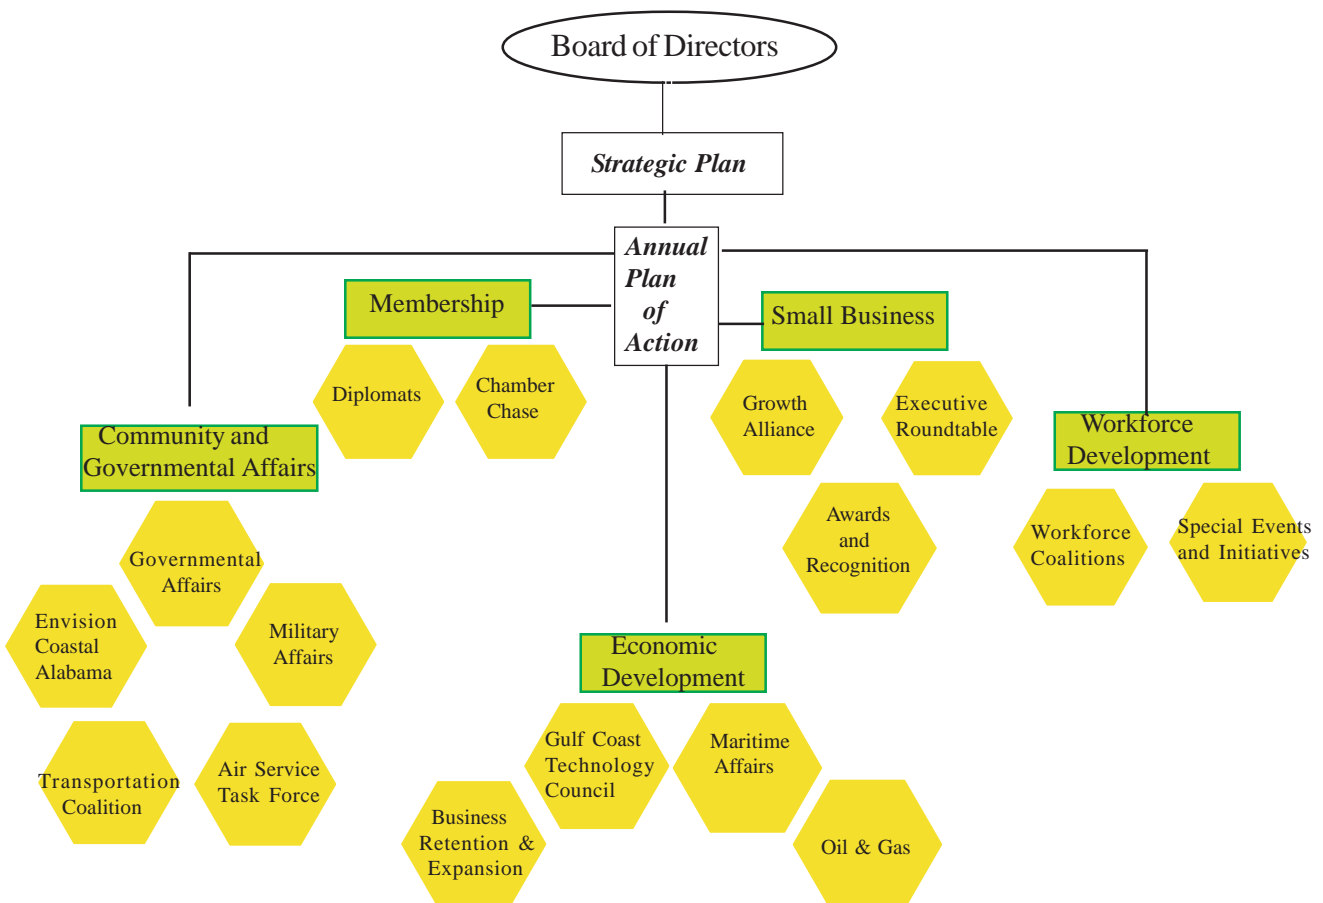 Board of Directors
Strategic Plan
Annual
Plan
of
Action
Membership
Diplomats
Chamber
Chase
Small Business
Growth
Alliance
Executive
Roundtable
Awards
and
Recognition
Community and
Governmental Affairs
Governmental
Affairs
Envision
Coastal
Alabama
Military
Affairs
Transportation
Coalition
Air Service
Task Force
Workforce
Development
Workforce
Coalitions
Special Events
and Initiatives
Economic
Development
Gulf Coast
Technology
Council
Maritime
Affairs
Business
Retention &
Expansion
Oil & Gas